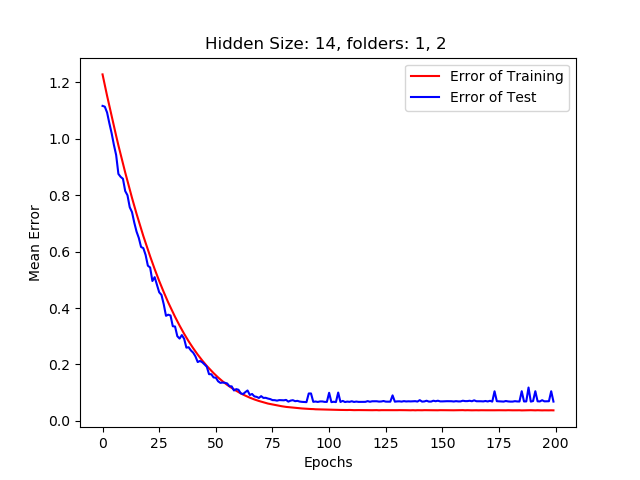 Hidden Size: 14, folders: 1, 2
Error of Training
Error of Test
Mean Error
1.2
1.0
0.8
0.6
0.4
0.2
0.0
0 25 50 75 100 125 150 175 200
Epochs